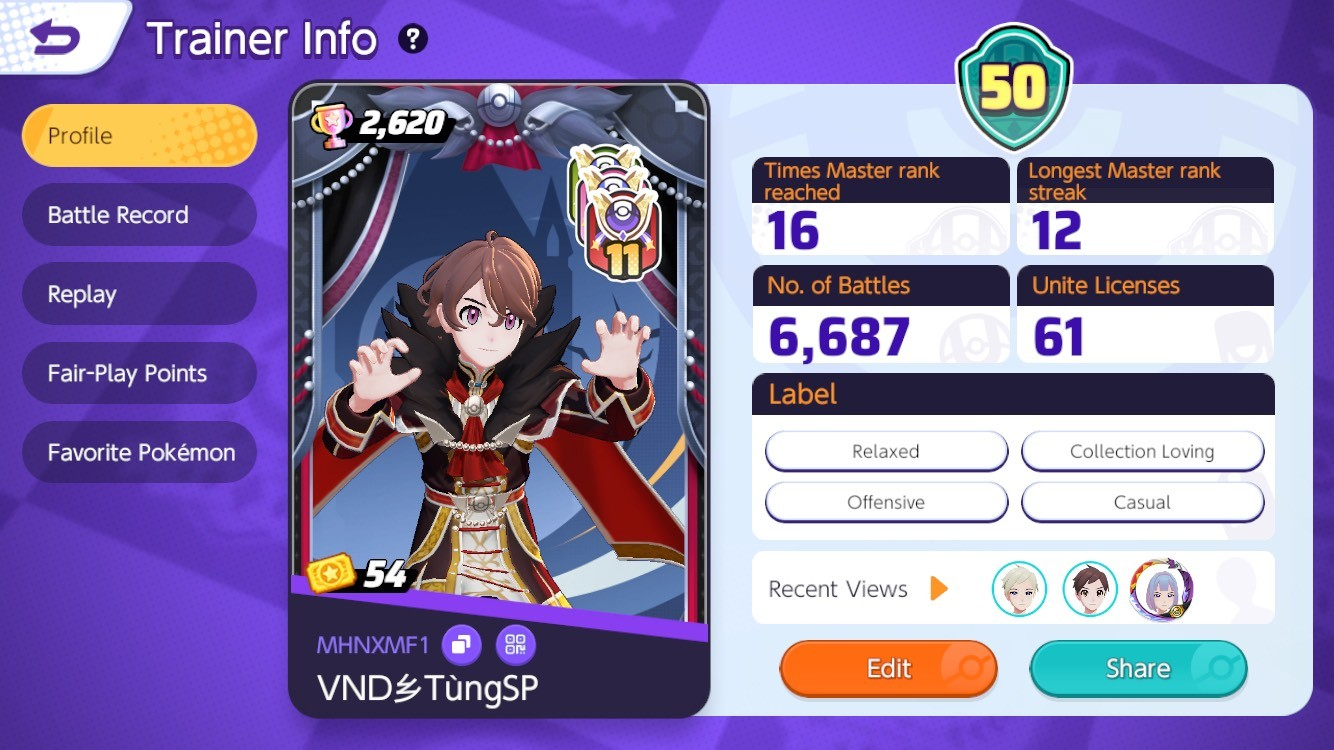 Trainer Info ?
Profile
Battle Record
Replay
Fair-Play Points
Favorite Pokémon
2,620
11
54
MHNXMF1
VND乡TùngSP
50
Times Master rank
reached
16
Longest Master rank
streak
12
No. of Battles
6,687
Unite Licenses
61
Label
Relaxed
Collection Loving
Offensive
Casual
Recent Views
Edit
Share